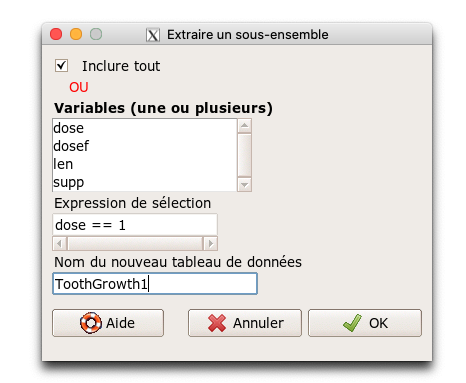 Extraire un sous-ensemble
Inclure tout
OU
Variables (une ou plusieurs)
dose
dosef
len
supp
Expression de sélection
dose == 1
Nom du nouveau tableau de données
ToothGrowth1
Aide Annuler OK